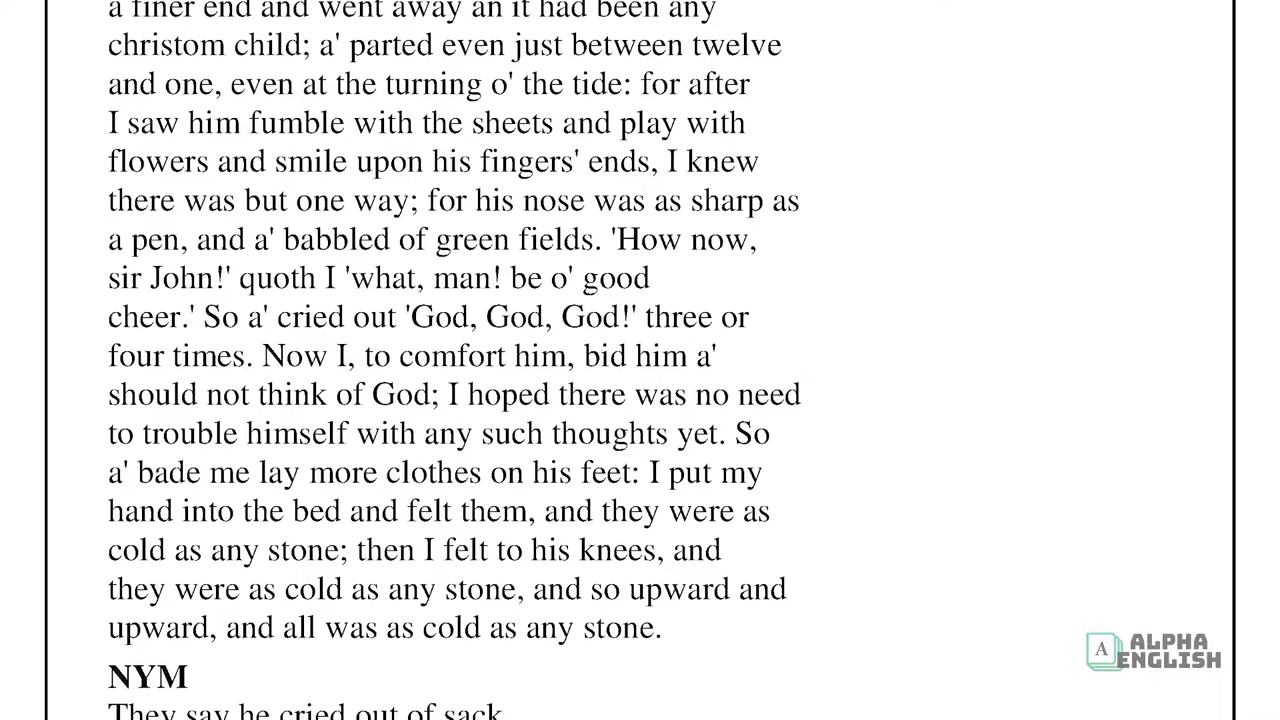 a finer end and went away an it had been any
christom child; a' parted even just between twelve
and one, even at the turning o' the tide: for after
I saw him fumble with the sheets and play with
flowers and smile upon his fingers' ends, I knew
there was but one way; for his nose was as sharp as
a pen, and a' babbled of green fields. 'How now,
sir John!' quoth I 'what, man! be o' good
cheer.' So a' cried out 'God, God, God!' three or
four times. Now I, to comfort him, bid him a'
should not think of God; I hoped there was no need
to trouble himself with any such thoughts yet. So
a' bade me lay more clothes on his feet: I put my
hand into the bed and felt them, and they were as
cold as any stone; then I felt to his knees, and
they were as cold as any stone, and so upward and
upward, and all was as cold as any stone.
NYM
They say he cried out of sack.
A ALPHA
ENGLISH